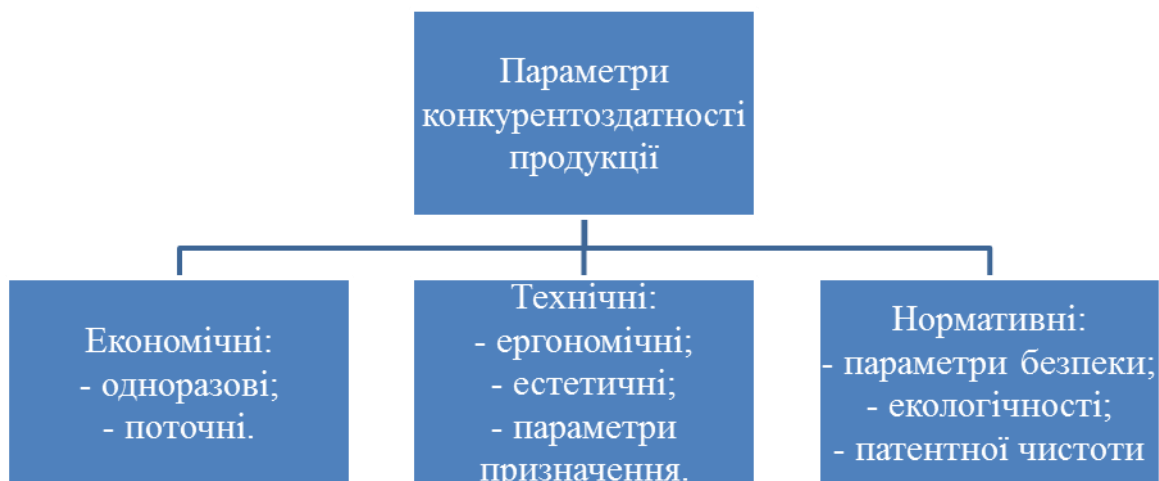 Параметри
конкурентоздатності
продукції
Економічні:
- одноразові;
- поточні.
Технічні:
- ергономічні;
- естетичні;
- параметри
призначення.
Нормативні:
- параметри безпеки;
- екологічності;
- патентної чистоти